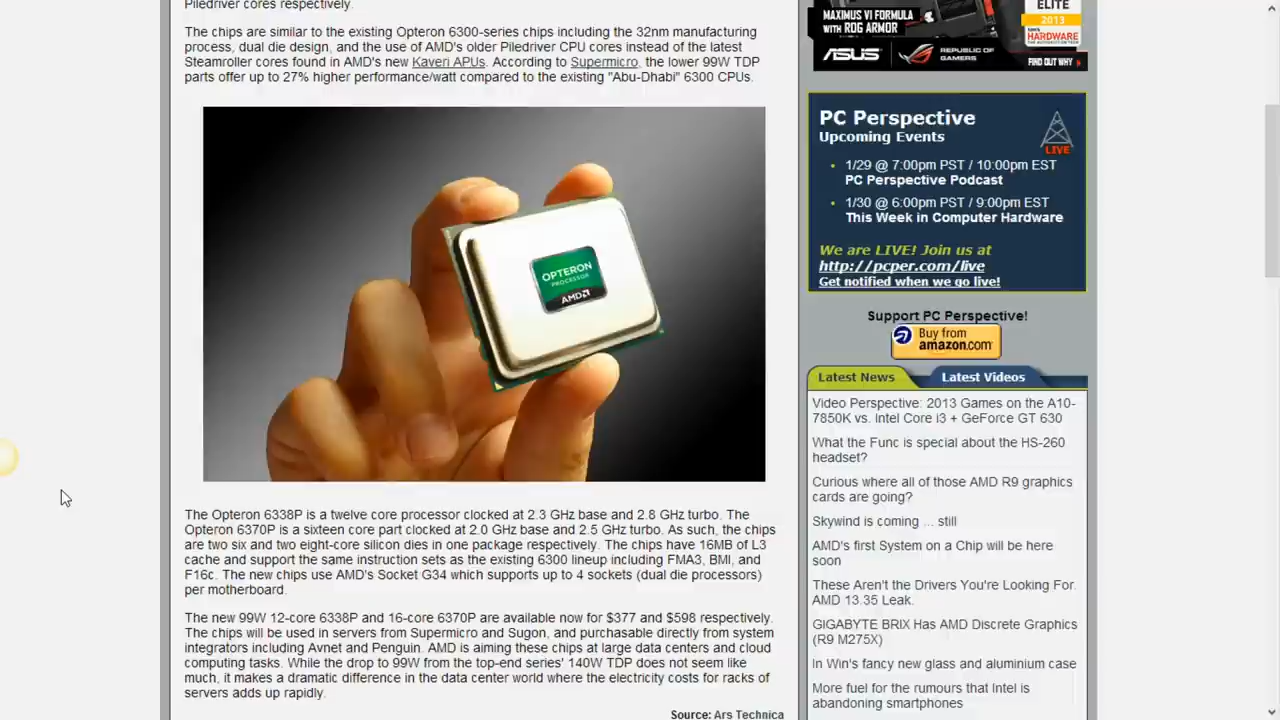 Piledriver cores respectively.
The chips are similar to the existing Opteron 6300-series chips including the 32nm manufacturing
process, dual die design, and the use of AMD's older Piledriver CPU cores instead of the latest
Steamroller cores found in AMD's new Kaveri APUs. According to Supermicro, the lower 99W TDP
parts offer up to 27% higher performance/watt compared to the existing "Abu-Dhabi" 6300 CPUs.
OPTERON
PROCESSOR
AMD
The Opteron 6338P is a twelve core processor clocked at 2.3 GHz base and 2.8 GHz turbo. The
Opteron 6370P is a sixteen core part clocked at 2.0 GHz base and 2.5 GHz turbo. As such, the chips
are two six and two eight-core silicon dies in one package respectively. The chips have 16MB of L3
cache and support the same instruction sets as the existing 6300 lineup including FMA3, BMI, and
F16c. The new chips use AMD's Socket G34 which supports up to 4 sockets (dual die processors)
per motherboard.
The new 99W 12-core 6338P and 16-core 6370P are available now for $377 and $598 respectively.
The chips will be used in servers from Supermicro and Sugon, and purchasable directly from system
integrators including Avnet and Penguin. AMD is aiming these chips at large data centers and cloud
computing tasks. While the drop to 99W from the top-end series' 140W TDP does not seem like
much, it makes a dramatic difference in the data center world where the electricity costs for racks of
servers adds up rapidly.
Source: Ars Technica
MAXIMUS VI FORMULA
WITH ROG ARMOR
ELITE
2013
HARDWARE
ASUS
REPUBLIC OF
GAMERS
FIND OUT WHY
PC Perspective
Upcoming Events
LIVE
1/29 @ 7:00pm PST / 10:00pm EST
PC Perspective Podcast
1/30 @ 6:00pm PST / 9:00pm EST
This Week in Computer Hardware
We are LIVE! Join us at
http://pcper.com/live
Get notified when we go live!
Support PC Perspective!
Buy from
amazon.com
Latest News
Latest Videos
Video Perspective: 2013 Games on the A10-
7850K vs. Intel Core i3 + GeForce GT 630
What the Func is special about the HS-260
headset?
Curious where all of those AMD R9 graphics
cards are going?
Skywind is coming ... still
AMD's first System on a Chip will be here
soon
These Aren't the Drivers You're Looking For.
AMD 13.35 Leak.
GIGABYTE BRIX Has AMD Discrete Graphics
(R9 M275X)
In Win's fancy new glass and aluminium case
More fuel for the rumours that Intel is
abandoning smartphones